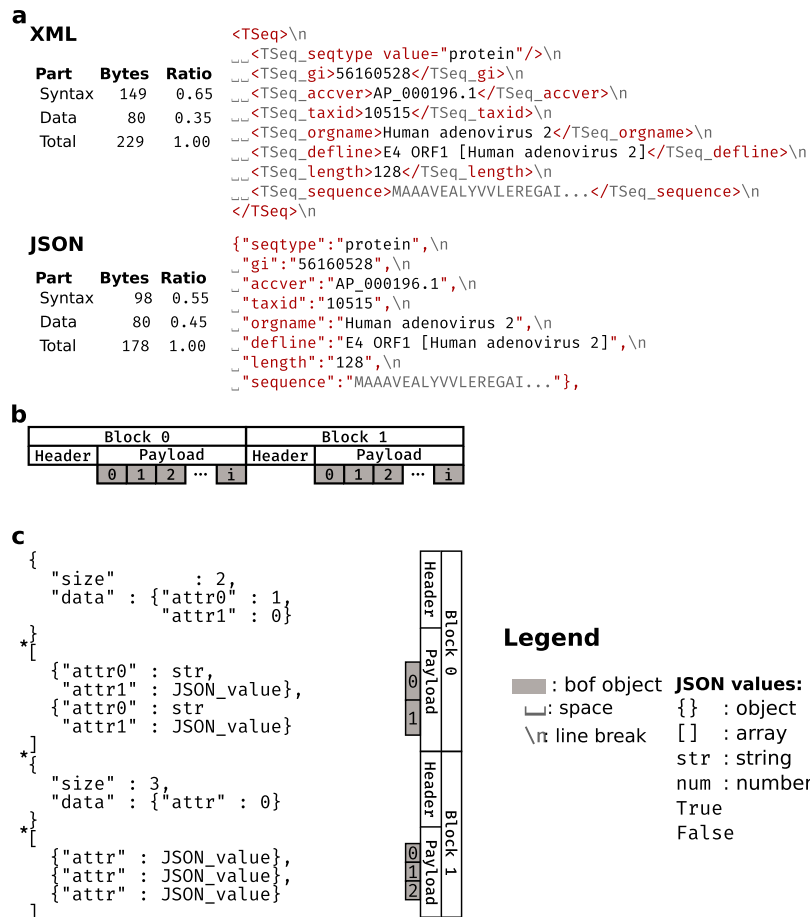 a
XML
Part Bytes Ratio
Syntax 149 0.65
Data 80 0.35
Total 229 1.00
<TSeq>\n
␣␣<TSeq_seqtype value="protein"/>\n
␣␣<TSeq_gi>56160528</TSeq_gi>\n
␣␣<TSeq_accver>AP_000196.1</TSeq_accver>\n
␣␣<TSeq_taxid>10515</TSeq_taxid>\n
␣␣<TSeq_orgname>Human adenovirus 2</TSeq_orgname>\n
␣␣<TSeq_defline>E4 ORF1 [Human adenovirus 2]</TSeq_defline>\n
␣␣<TSeq_length>128</TSeq_length>\n
␣␣<TSeq_sequence>MAAAVEALYVVLEREGAI...</TSeq_sequence>\n
</TSeq>\n
JSON
Part Bytes Ratio
Syntax 98 0.55
Data 80 0.45
Total 178 1.00
{"seqtype":"protein",\n
␣"gi":"56160528",\n
␣"accver":"AP_000196.1",\n
␣"taxid":"10515",\n
␣"orgname":"Human adenovirus 2",\n
␣"defline":"E4 ORF1 [Human adenovirus 2]",\n
␣"length":"128",\n
␣"sequence":"MAAAVEALYVVLEREGAI..."},
b
Block 0 Block 1
Header Payload Header Payload
0 1 2 ... i 0 1 2 ... i
c
{
"size" : 2,
"data" : {"attr0" : 1,
"attr1" : 0}
}
*[
{"attr0" : str,
"attr1" : JSON_value},
{"attr0" : str
"attr1" : JSON_value}
]
*{
"size" : 3,
"data" : {"attr" : 0}
}
*[
{"attr" : JSON_value},
{"attr" : JSON_value},
{"attr" : JSON_value}
]
Header
Payload
Block 0
0
1
Header
Payload
Block 1
0
1
2
Legend
: bof object
␣: space
\n: line break
JSON values:
{} : object
[] : array
str : string
num : number
True
False